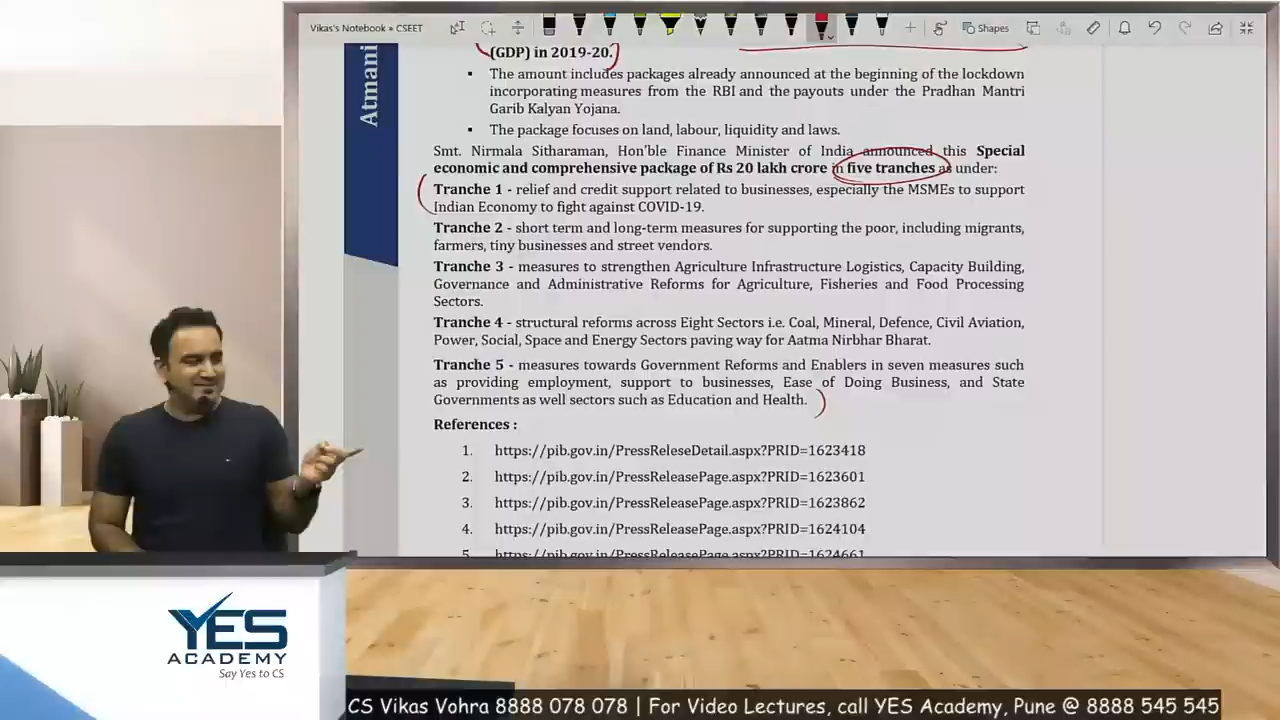 Vikas's Notebook » CSEET
Shapes
Atmani
(GDP) in 2019-20.
▪ The amount includes packages already announced at the beginning of the lockdown
incorporating measures from the RBI and the payouts under the Pradhan Mantri
Garib Kalyan Yojana.
▪ The package focuses on land, labour, liquidity and laws.
Smt. Nirmala Sitharaman, Hon'ble Finance Minister of India announced this Special
economic and comprehensive package of Rs 20 lakh crore in five tranches as under:
Tranche 1 - relief and credit support related to businesses, especially the MSMEs to support
Indian Economy to fight against COVID-19.
Tranche 2 - short term and long-term measures for supporting the poor, including migrants,
farmers, tiny businesses and street vendors.
Tranche 3 - measures to strengthen Agriculture Infrastructure Logistics, Capacity Building,
Governance and Administrative Reforms for Agriculture, Fisheries and Food Processing
Sectors.
Tranche 4 - structural reforms across Eight Sectors i.e. Coal, Mineral, Defence, Civil Aviation,
Power, Social, Space and Energy Sectors paving way for Aatma Nirbhar Bharat.
Tranche 5 - measures towards Government Reforms and Enablers in seven measures such
as providing employment, support to businesses, Ease of Doing Business, and State
Governments as well sectors such as Education and Health.
References :
1. https://pib.gov.in/PressReleseDetail.aspx?PRID=1623418
2. https://pib.gov.in/PressReleasePage.aspx?PRID=1623601
3. https://pib.gov.in/PressReleasePage.aspx?PRID=1623862
4. https://pib.gov.in/PressReleasePage.aspx?PRID=1624104
5. https://pib.gov.in/PressReleasePage.aspx?PRID=1624661
YES
ACADEMY
Say Yes to CS
CS Vikas Vohra 8888 078 078 | For Video Lectures, call YES Academy, Pune @ 8888 545 545